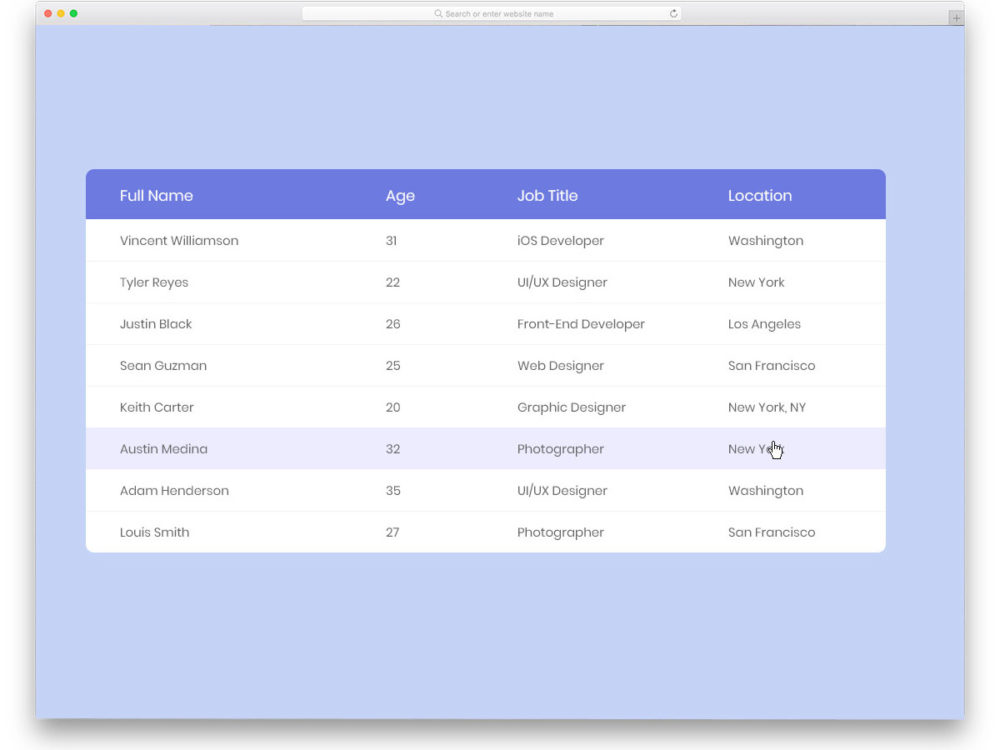 Search or enter website name
Full Name Age Job Title Location
Vincent Williamson 31 iOS Developer Washington
Tyler Reyes 22 UI/UX Designer New York
Justin Black 26 Front-End Developer Los Angeles
Sean Guzman 25 Web Designer San Francisco
Keith Carter 20 Graphic Designer New York, NY
Austin Medina 32 Photographer New York
Adam Henderson 35 UI/UX Designer Washington
Louis Smith 27 Photographer San Francisco